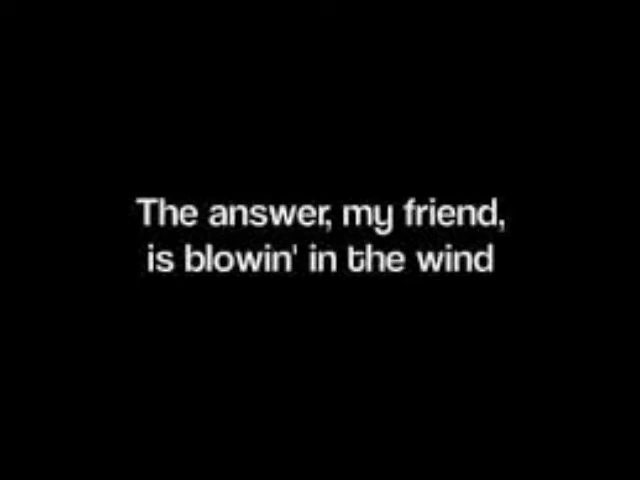 The answer, my friend,
is blowin' in the wind